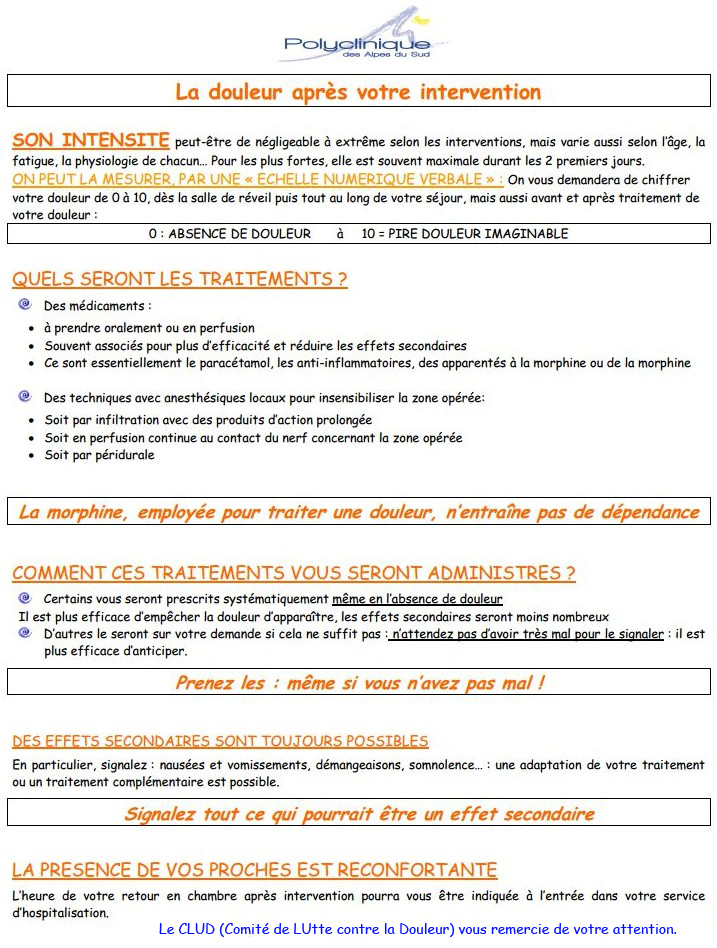 Polyclinique
des Alpes du Sud
La douleur après votre intervention
SON INTENSITE peut-être de négligeable à extrême selon les interventions, mais varie aussi selon l'âge, la
fatigue, la physiologie de chacun... Pour les plus fortes, elle est souvent maximale durant les 2 premiers jours.
ON PEUT LA MESURER, PAR UNE « ECHELLE NUMERIQUE VERBALE » : On vous demandera de chiffrer
votre douleur de 0 à 10, dès la salle de réveil puis tout au long de votre séjour, mais aussi avant et après traitement de
votre douleur :
0 : ABSENCE DE DOULEUR à 10 = PIRE DOULEUR IMAGINABLE
QUELS SERONT LES TRAITEMENTS ?
Des médicaments :
• à prendre oralement ou en perfusion
• Souvent associés pour plus d'efficacité et réduire les effets secondaires
• Ce sont essentiellement le paracétamol, les anti-inflammatoires, des apparentés à la morphine ou de la morphine
Des techniques avec anesthésiques locaux pour insensibiliser la zone opérée:
• Soit par infiltration avec des produits d'action prolongée
• Soit en perfusion continue au contact du nerf concernant la zone opérée
• Soit par péridurale
La morphine, employée pour traiter une douleur, n'entraîne pas de dépendance
COMMENT CES TRAITEMENTS VOUS SERONT ADMINISTRES ?
Certains vous seront prescrits systématiquement même en l'absence de douleur
Il est plus efficace d'empêcher la douleur d'apparaître, les effets secondaires seront moins nombreux
D'autres le seront sur votre demande si cela ne suffit pas : n'attendez pas d'avoir très mal pour le signaler : il est
plus efficace d'anticiper.
Prenez les : même si vous n'avez pas mal !
DES EFFETS SECONDAIRES SONT TOUJOURS POSSIBLES
En particulier, signalez : nausées et vomissements, démangeaisons, somnolence... : une adaptation de votre traitement
ou un traitement complémentaire est possible.
Signalez tout ce qui pourrait être un effet secondaire
LA PRESENCE DE VOS PROCHES EST RECONFORTANTE
L'heure de votre retour en chambre après intervention pourra vous être indiquée à l'entrée dans votre service
d'hospitalisation.
Le CLUD (Comité de LUtte contre la Douleur) vous remercie de votre attention.